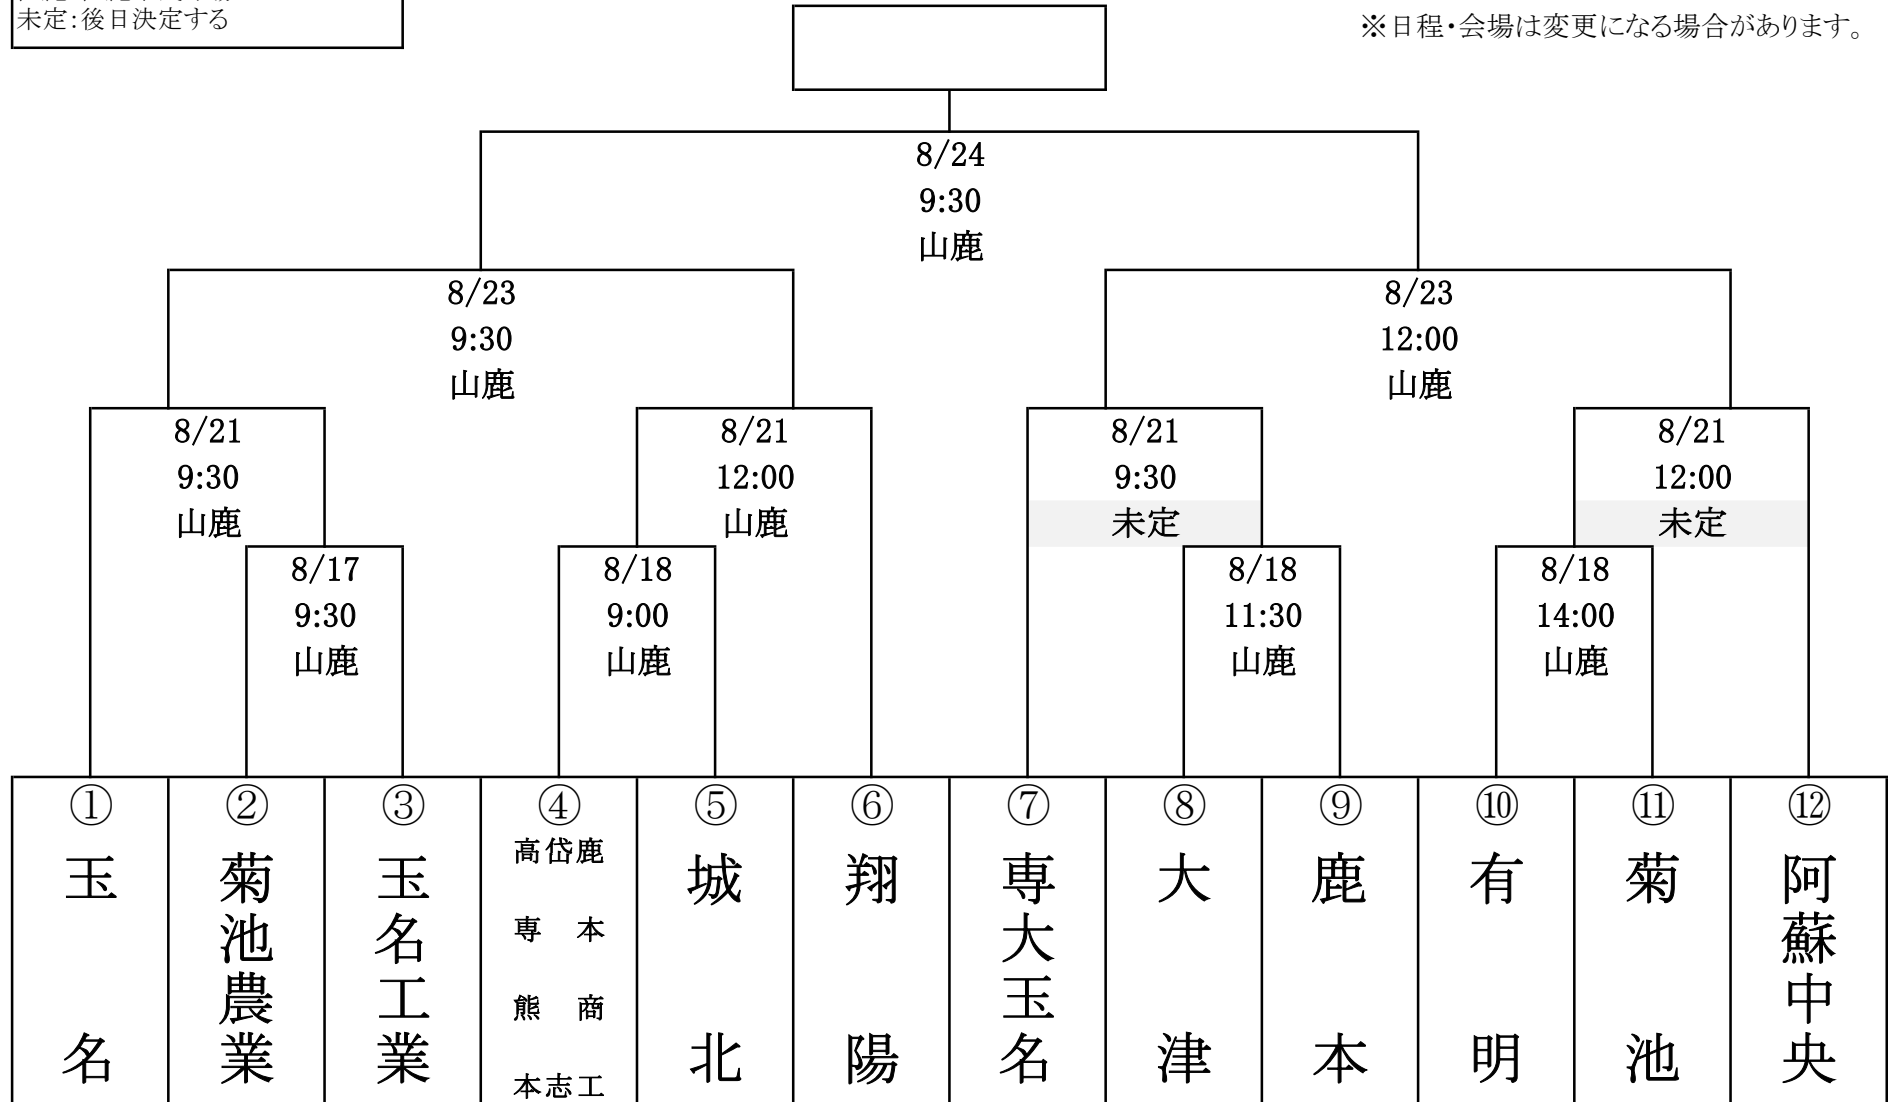 未定：後日決定する
※日程・会場は変更になる場合があります。
8/24
9:30
山鹿
8/23
9:30
山鹿
8/23
12:00
山鹿
8/21
9:30
山鹿
8/21
12:00
山鹿
8/21
9:30
未定
8/21
12:00
未定
8/17
9:30
山鹿
8/18
9:00
山鹿
8/18
11:30
山鹿
8/18
14:00
山鹿
①
玉名
②
菊池農業
③
玉名工業
④
鹿本商工
岱志
高専熊本
⑤
城北
⑥
翔陽
⑦
専大玉名
⑧
大津
⑨
鹿本
⑩
有明
⑪
菊池
⑫
阿蘇中央